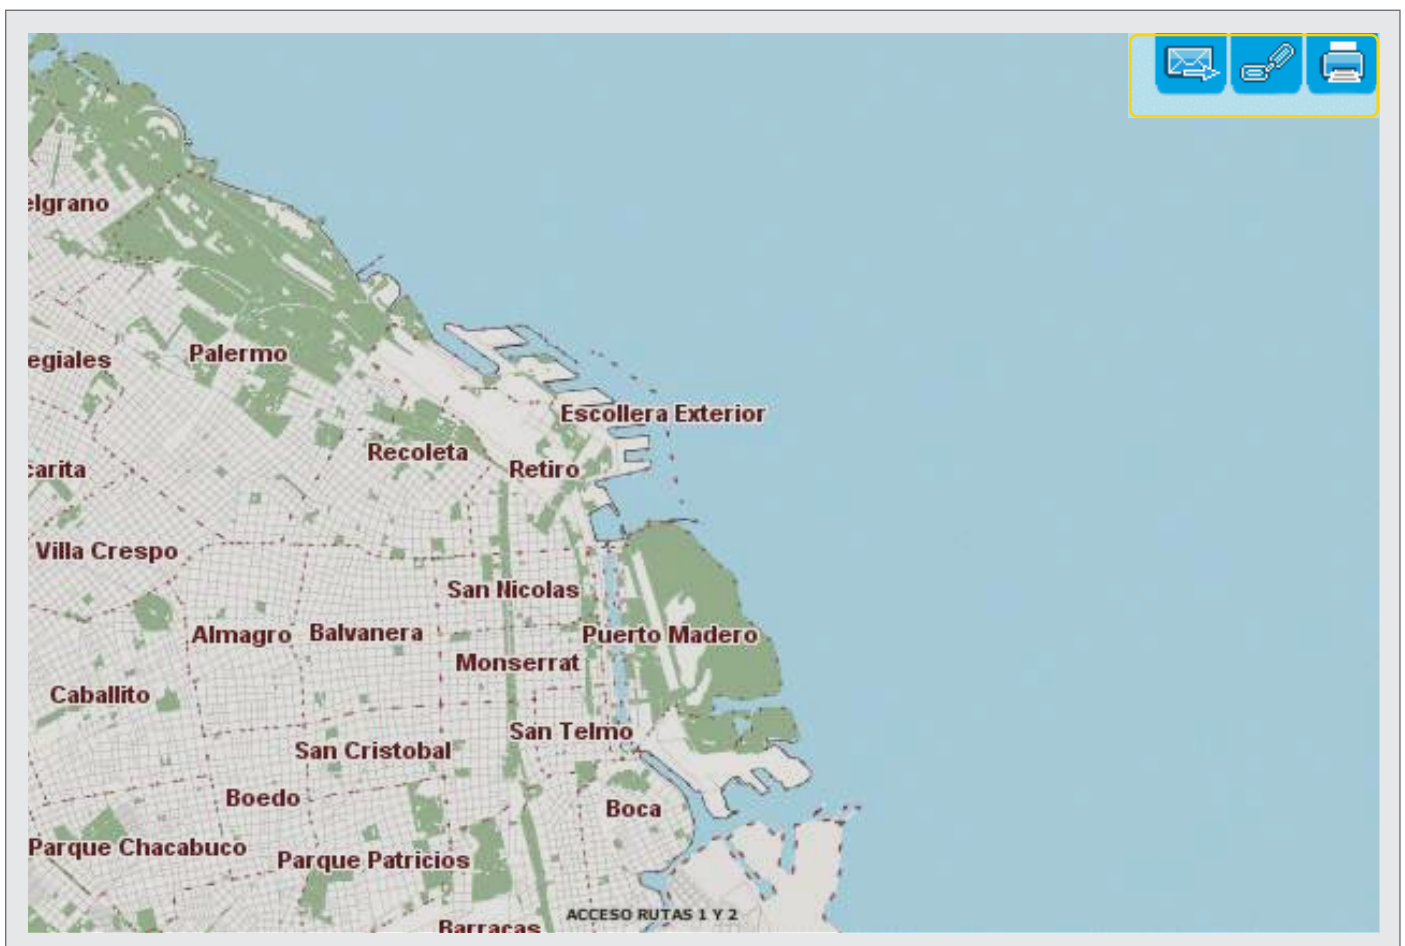 elgrano
Palermo
egiales
Escollera Exterior
Recoleta
Retiro
carita
Villa Crespo
San Nicolas
Almagro
Balvanera
Puerto Madero
Monserrat
Caballito
San Telmo
San Cristobal
Boedo
Boca
Parque Chacabuco
Parque Patricios
ACCESO RUTAS 1 Y 2
Barracas